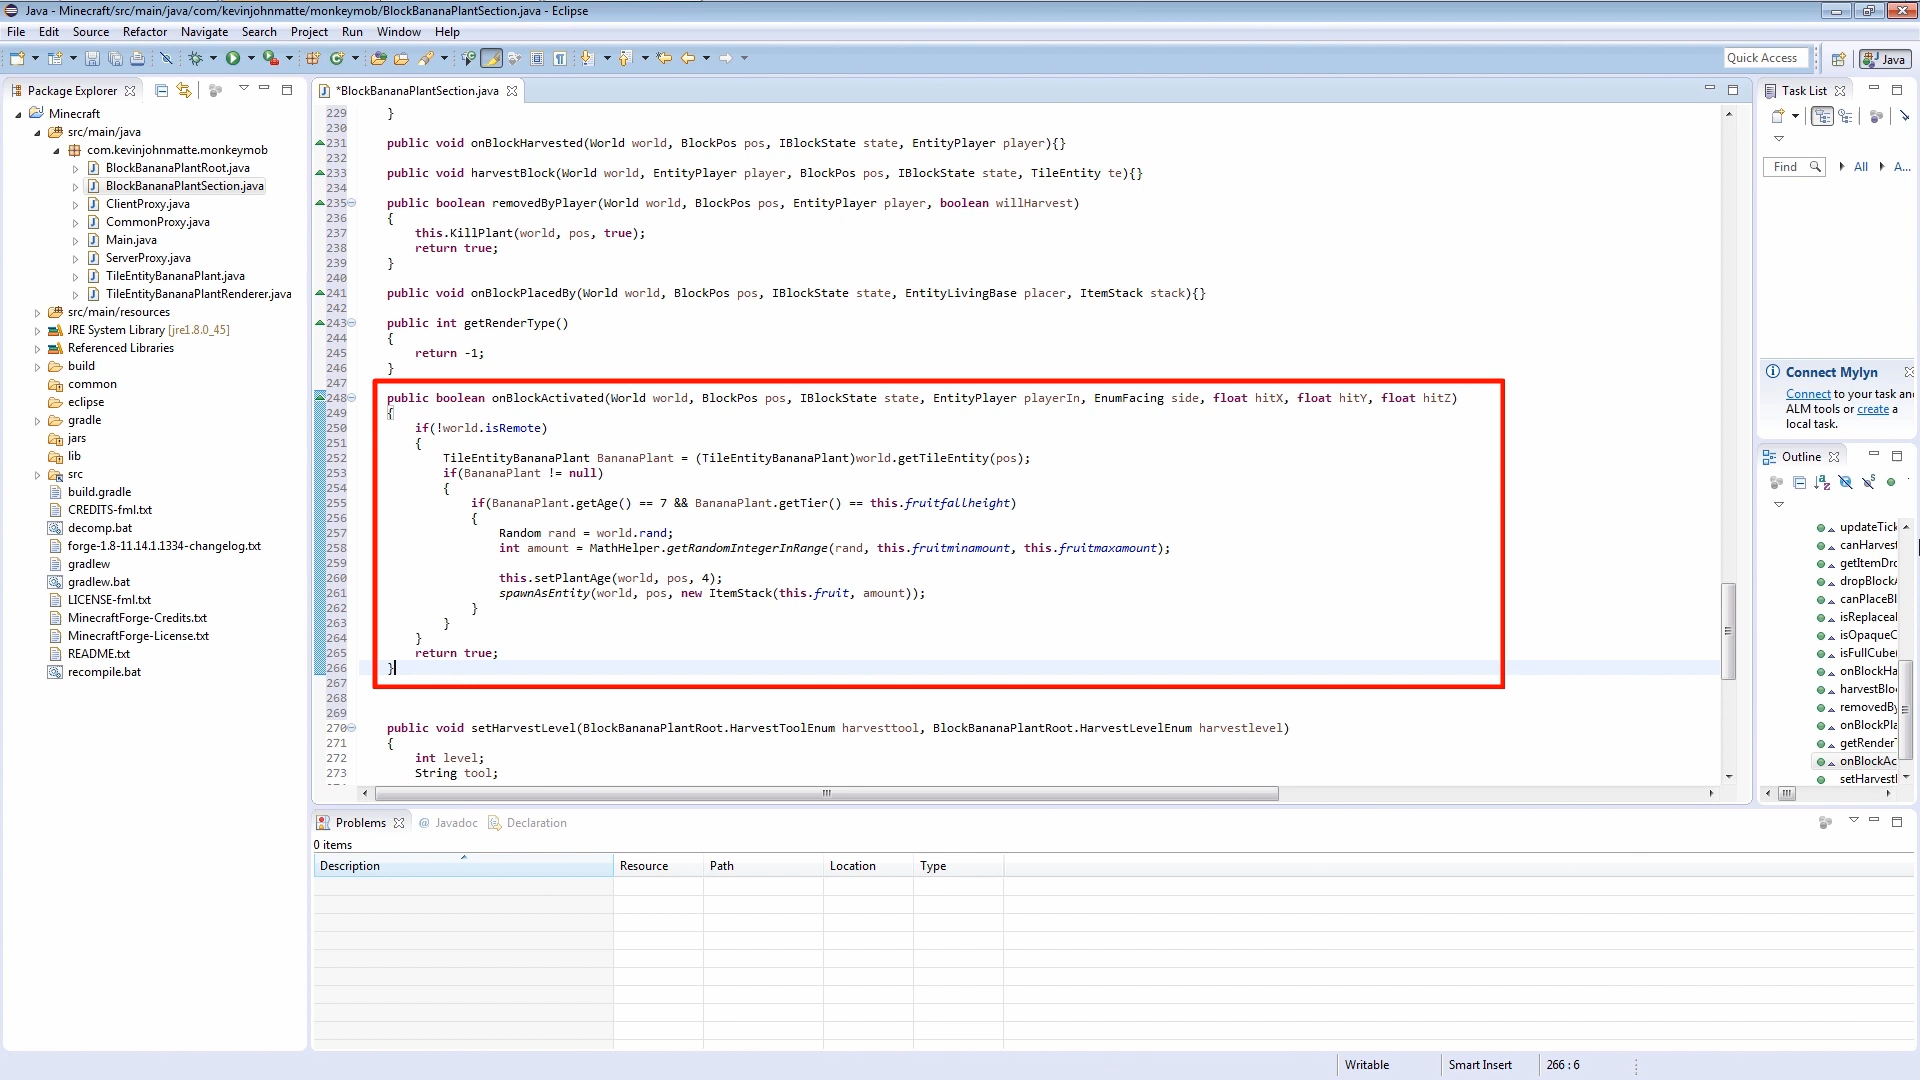 Java - Minecraft/src/main/java/com/kevinjohnmatte/monkeymob/BlockBananaPlantSection.java - Eclipse
File Edit Source Refactor Navigate Search Project Run Window Help
Quick Access
Java
Package Explorer
Minecraft
src/main/java
com.kevinjohnmatte.monkeymob
BlockBananaPlantRoot.java
BlockBananaPlantSection.java
ClientProxy.java
CommonProxy.java
Main.java
ServerProxy.java
TileEntityBananaPlant.java
TileEntityBananaPlantRenderer.java
src/main/resources
JRE System Library [jre1.8.0_45]
Referenced Libraries
build
common
eclipse
gradle
jars
lib
src
build.gradle
CREDITS-fml.txt
decomp.bat
forge-1.8-11.14.1.1334-changelog.txt
gradlew
gradlew.bat
LICENSE-fml.txt
MinecraftForge-Credits.txt
MinecraftForge-License.txt
README.txt
recompile.bat
*BlockBananaPlantSection.java
229 }
230
231 public void onBlockHarvested(World world, BlockPos pos, IBlockState state, EntityPlayer player){}
232
233 public void harvestBlock(World world, EntityPlayer player, BlockPos pos, IBlockState state, TileEntity te){}
234
235 public boolean removedByPlayer(World world, BlockPos pos, EntityPlayer player, boolean willHarvest)
236 {
237 this.KillPlant(world, pos, true);
238 return true;
239 }
240
241 public void onBlockPlacedBy(World world, BlockPos pos, IBlockState state, EntityLivingBase placer, ItemStack stack){}
242
243 public int getRenderType()
244 {
245 return -1;
246 }
247
248 public boolean onBlockActivated(World world, BlockPos pos, IBlockState state, EntityPlayer playerIn, EnumFacing side, float hitX, float hitY, float hitZ)
249 {
250 if(!world.isRemote)
251 {
252 TileEntityBananaPlant BananaPlant = (TileEntityBananaPlant)world.getTileEntity(pos);
253 if(BananaPlant != null)
254 {
255 if(BananaPlant.getAge() == 7 && BananaPlant.getTier() == this.fruitfallheight)
256 {
257 Random rand = world.rand;
258 int amount = MathHelper.getRandomIntegerInRange(rand, this.fruitminamount, this.fruitmaxamount);
259
260 this.setPlantAge(world, pos, 4);
261 spawnAsEntity(world, pos, new ItemStack(this.fruit, amount));
262 }
263 }
264 }
265 return true;
266 }
267
268
269
270 public void setHarvestLevel(BlockBananaPlantRoot.HarvestToolEnum harvesttool, BlockBananaPlantRoot.HarvestLevelEnum harvestlevel)
271 {
272 int level;
273 String tool;
Task List
Find All A...
Connect Mylyn
Connect to your task and
ALM tools or create a
local task.
Outline
updateTick
canHarvest
getItemDro
dropBlockA
canPlaceBl
isReplaceal
isOpaqueC
isFullCube(
onBlockHa
harvestBlo
removedBy
onBlockPla
getRenderT
onBlockAc
setHarvestl
Problems Javadoc Declaration
0 items
Description Resource Path Location Type
Writable Smart Insert 266 : 6